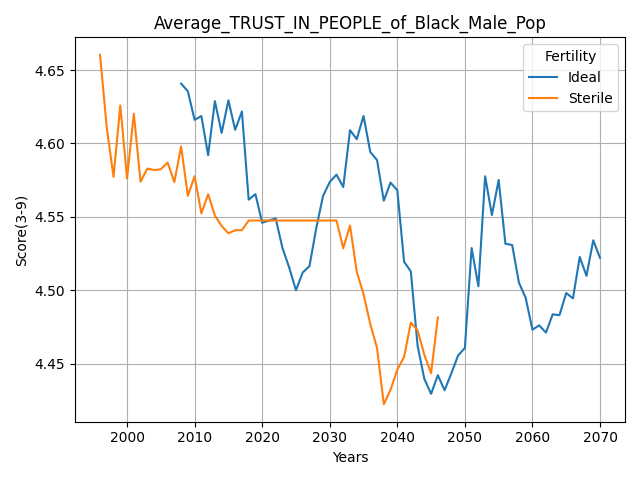 Average_TRUST_IN_PEOPLE_of_Black_Male_Pop
Fertility
Ideal
Sterile
Score(3-9)
4.65
4.60
4.55
4.50
4.45
2000 2010 2020 2030 2040 2050 2060 2070
Years